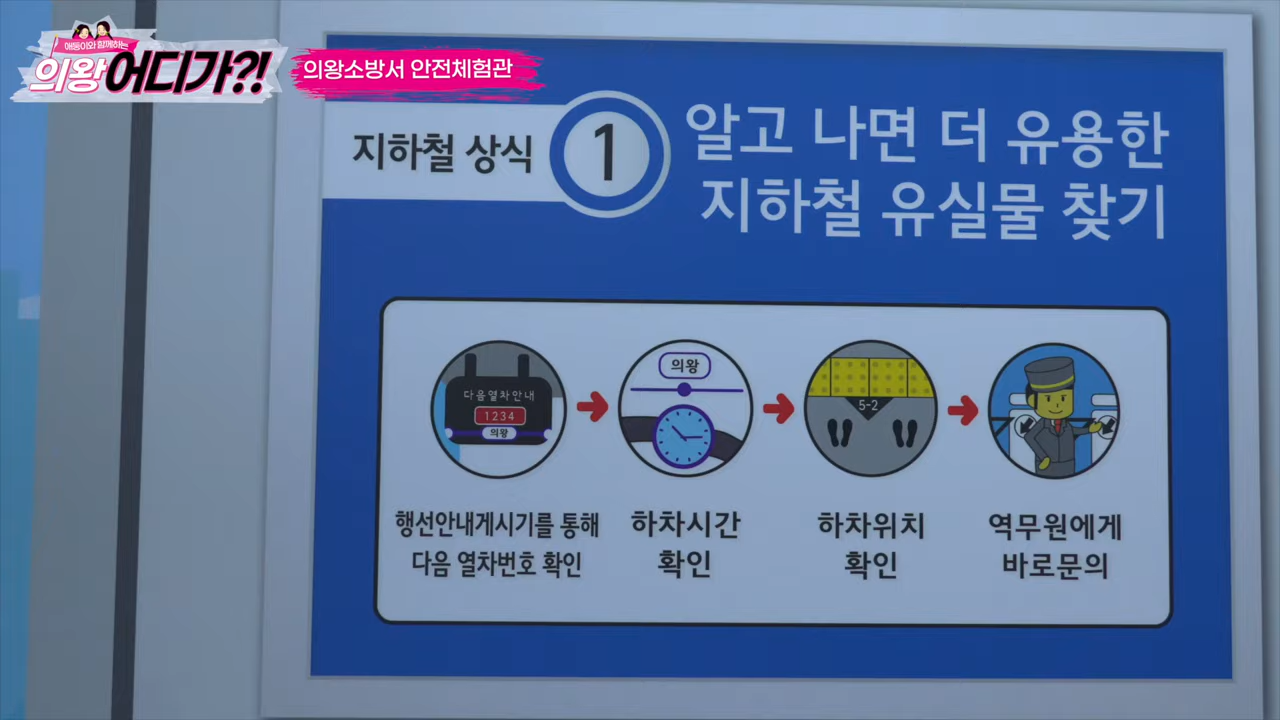 애둥이와 함께하는
의왕어디가?!
의왕소방서 안전체험관
지하철 상식
1
알고 나면 더 유용한
지하철 유실물 찾기
다음열차안내
1234
의왕
의왕
5-2
행선안내게시기를 통해
다음 열차번호 확인
하차시간
확인
하차위치
확인
역무원에게
바로문의